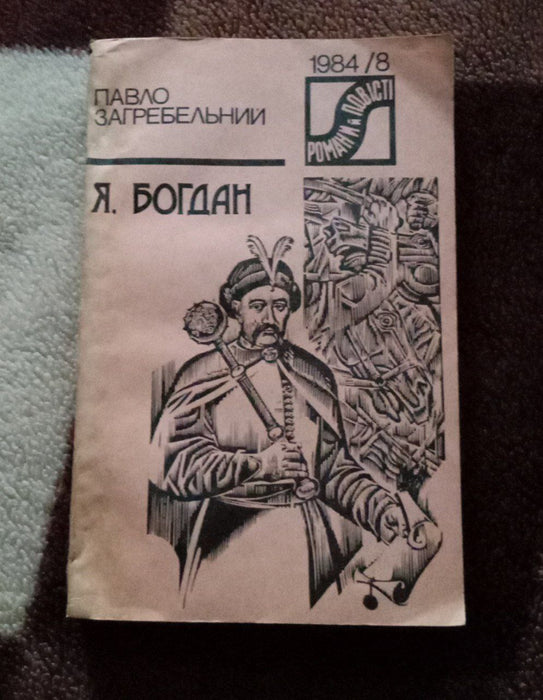 ПАВЛО
ЗАГРЕБЕЛЬНИЙ
1984/8
РОМАНИ Й ПОВІСТІ
Я, БОГДАН